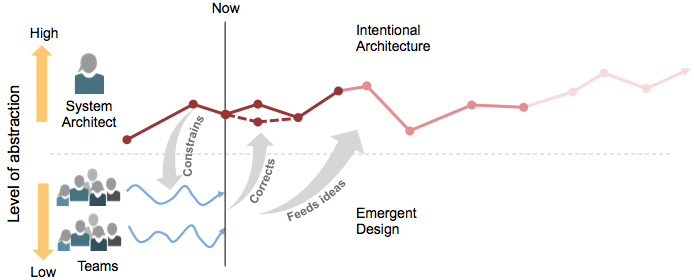 Now
High
Intentional
Architecture
System
Architect
Level of abstraction
Constrains
Corrects
Feeds ideas
Emergent
Design
Teams
Low